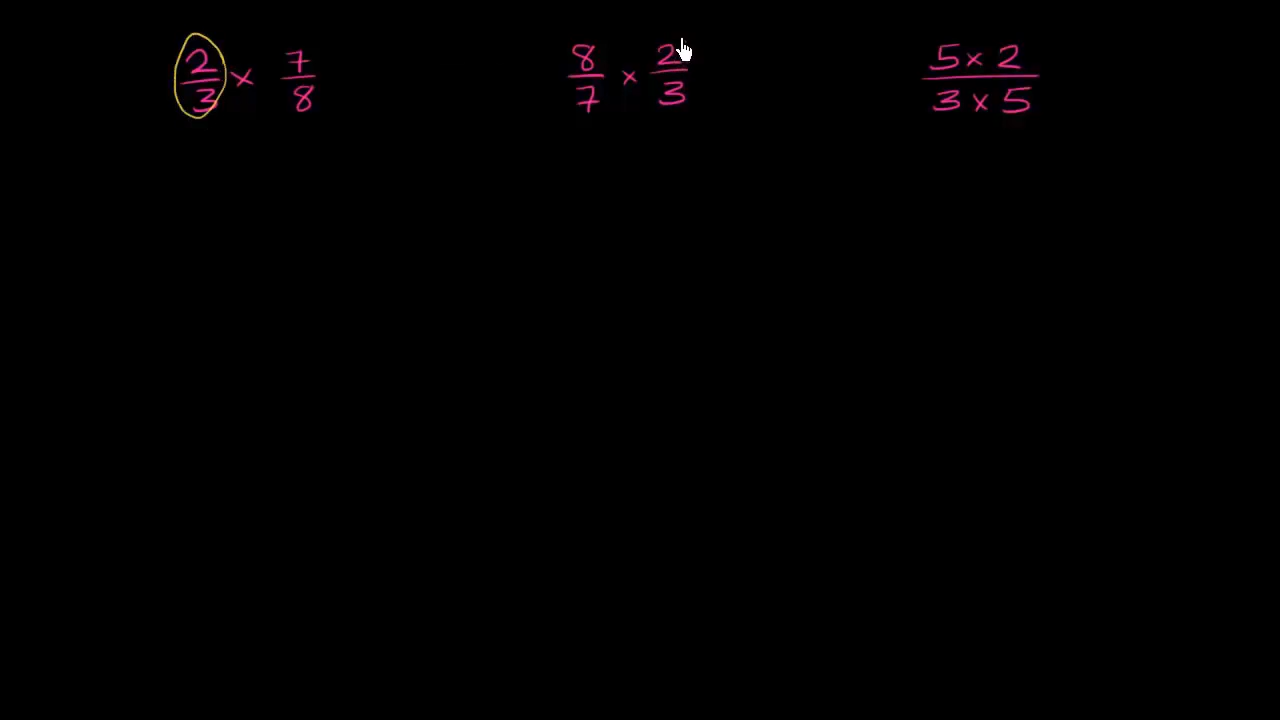 2/3 × 7/8
8/7 × 2/3
5 × 2 / 3 × 5